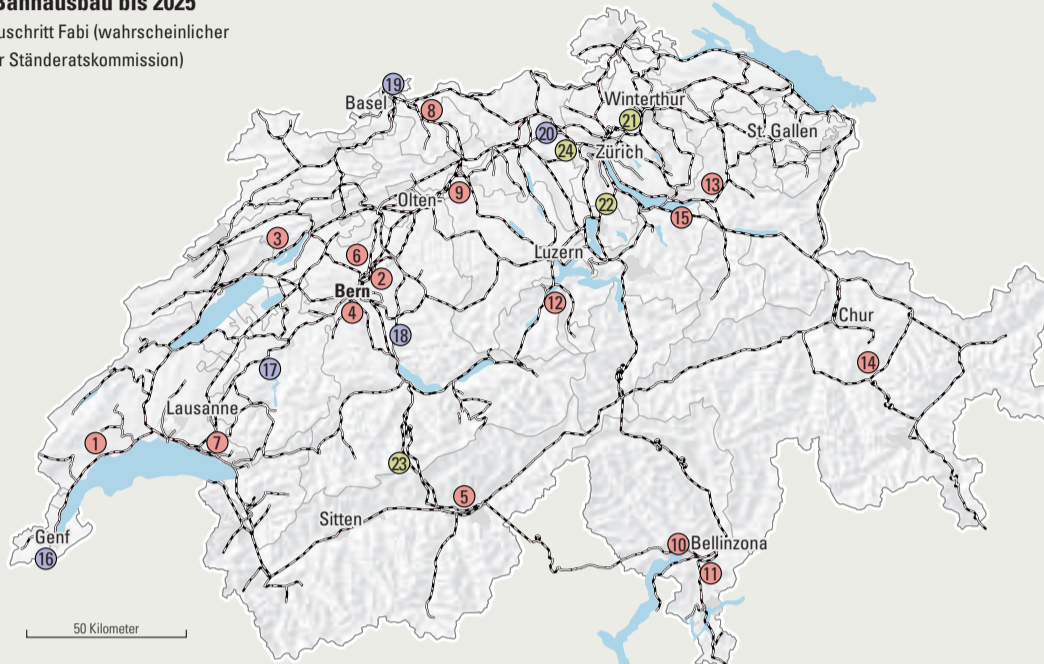 Bahnausbau bis 2025
uschritt Fabi (wahrscheinlicher
r Ständeratskommission)
19
Basel
8
Winterthur
21
20
24
Zürich
St. Gallen
13
Olten
9
22
15
3
6
Luzern
2
Bern
4
12
18
Chur
17
14
Lausanne
1
7
23
5
Sitten
Genf
16
10
Bellinzona
11
50 Kilometer